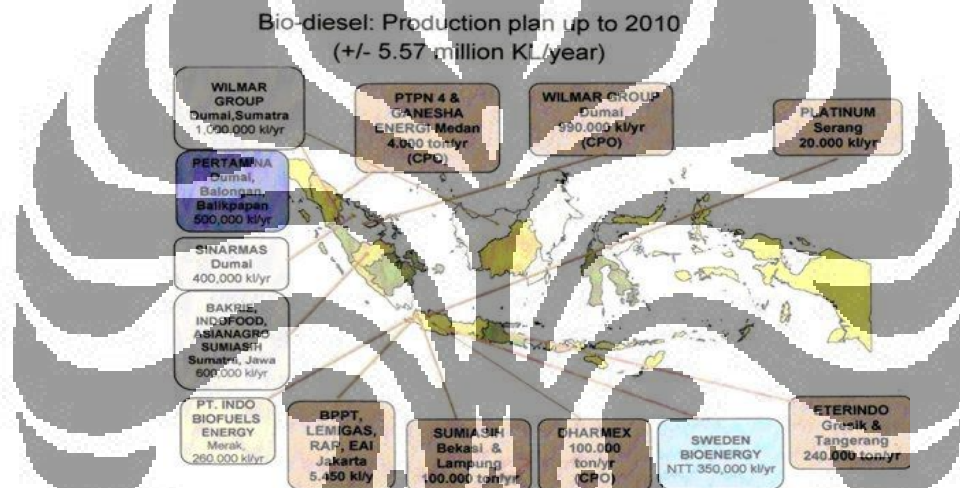 Bio-diesel: Production plan up to 2010
(+/- 5.57 million KL/year)
WILMAR
GROUP
Dumai,Sumatra
1.000.000 kl/yr
PTPN 4 &
GANESHA
ENERGI-Medan
4.000 ton/yr
(CPO)
WILMAR GROUP
Dumai
990.000 kl/yr
(CPO)
PLATINUM
Serang
20.000 kl/yr
PERTAMINA
Dumai,
Balongan,
Balikpapan
500,000 kl/yr
SINARMAS
Dumai
400,000 kl/yr
BAKRIE,
INDOFOOD,
ASIANAGRO
SUMIASIH
Sumatra, Jawa
600.000 kl/yr
PT. INDO
BIOFUELS
ENERGY
Merak,
260.000 kl/yr
BPPT,
LEMIGAS,
RAP, EAI
Jakarta
5.450 kl/y
SUMIASIH
Bekasi &
Lampung
100.000 ton/yr
DHARMEX
100.000
ton/yr
(CPO)
SWEDEN
BIOENERGY
NTT 350,000 kl/yr
ETERINDO
Gresik &
Tangerang
240.000 ton/yr